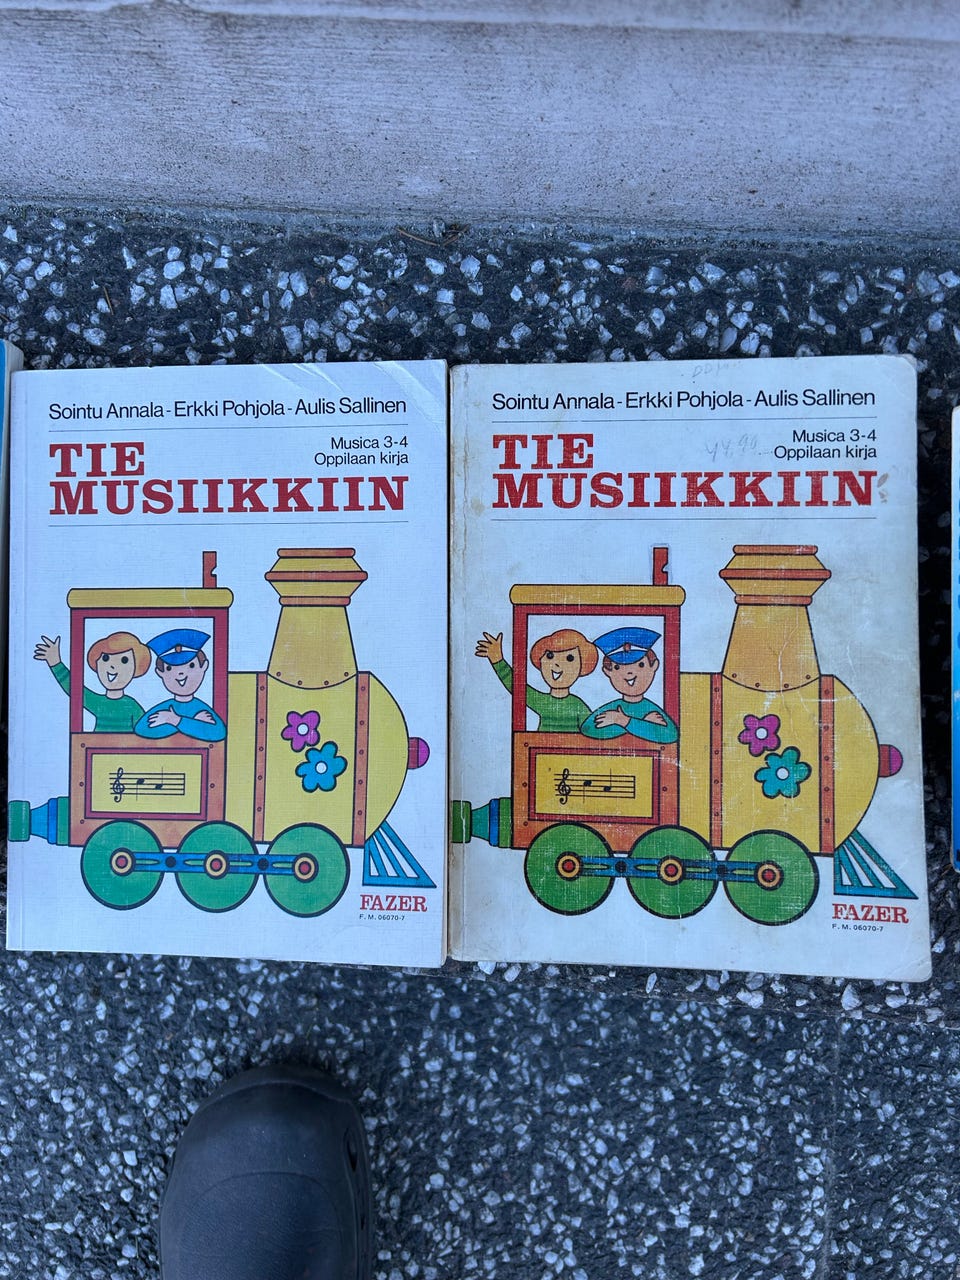 Sointu Annala - Erkki Pohjola - Aulis Sallinen
TIE
Musica 3-4
Oppilaan kirja
MUSIIKKIIN
FAZER
F. M. 06070-7
Sointu Annala - Erkki Pohjola - Aulis Sallinen
TIE
Musica 3-4
Oppilaan kirja
MUSIIKKIIN
FAZER
F. M. 06070-7